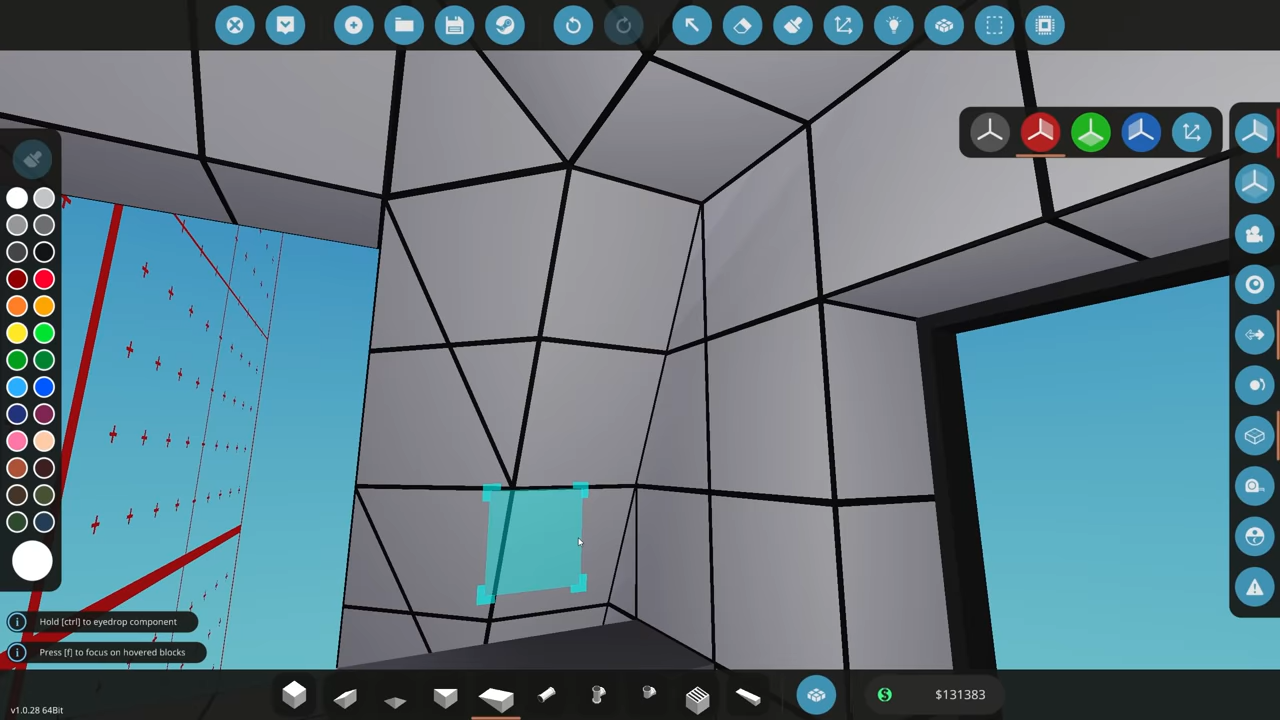 Hold [ctrl] to eyedrop component
Press [f] to focus on hovered blocks
$131383
v1.0.28 64Bit